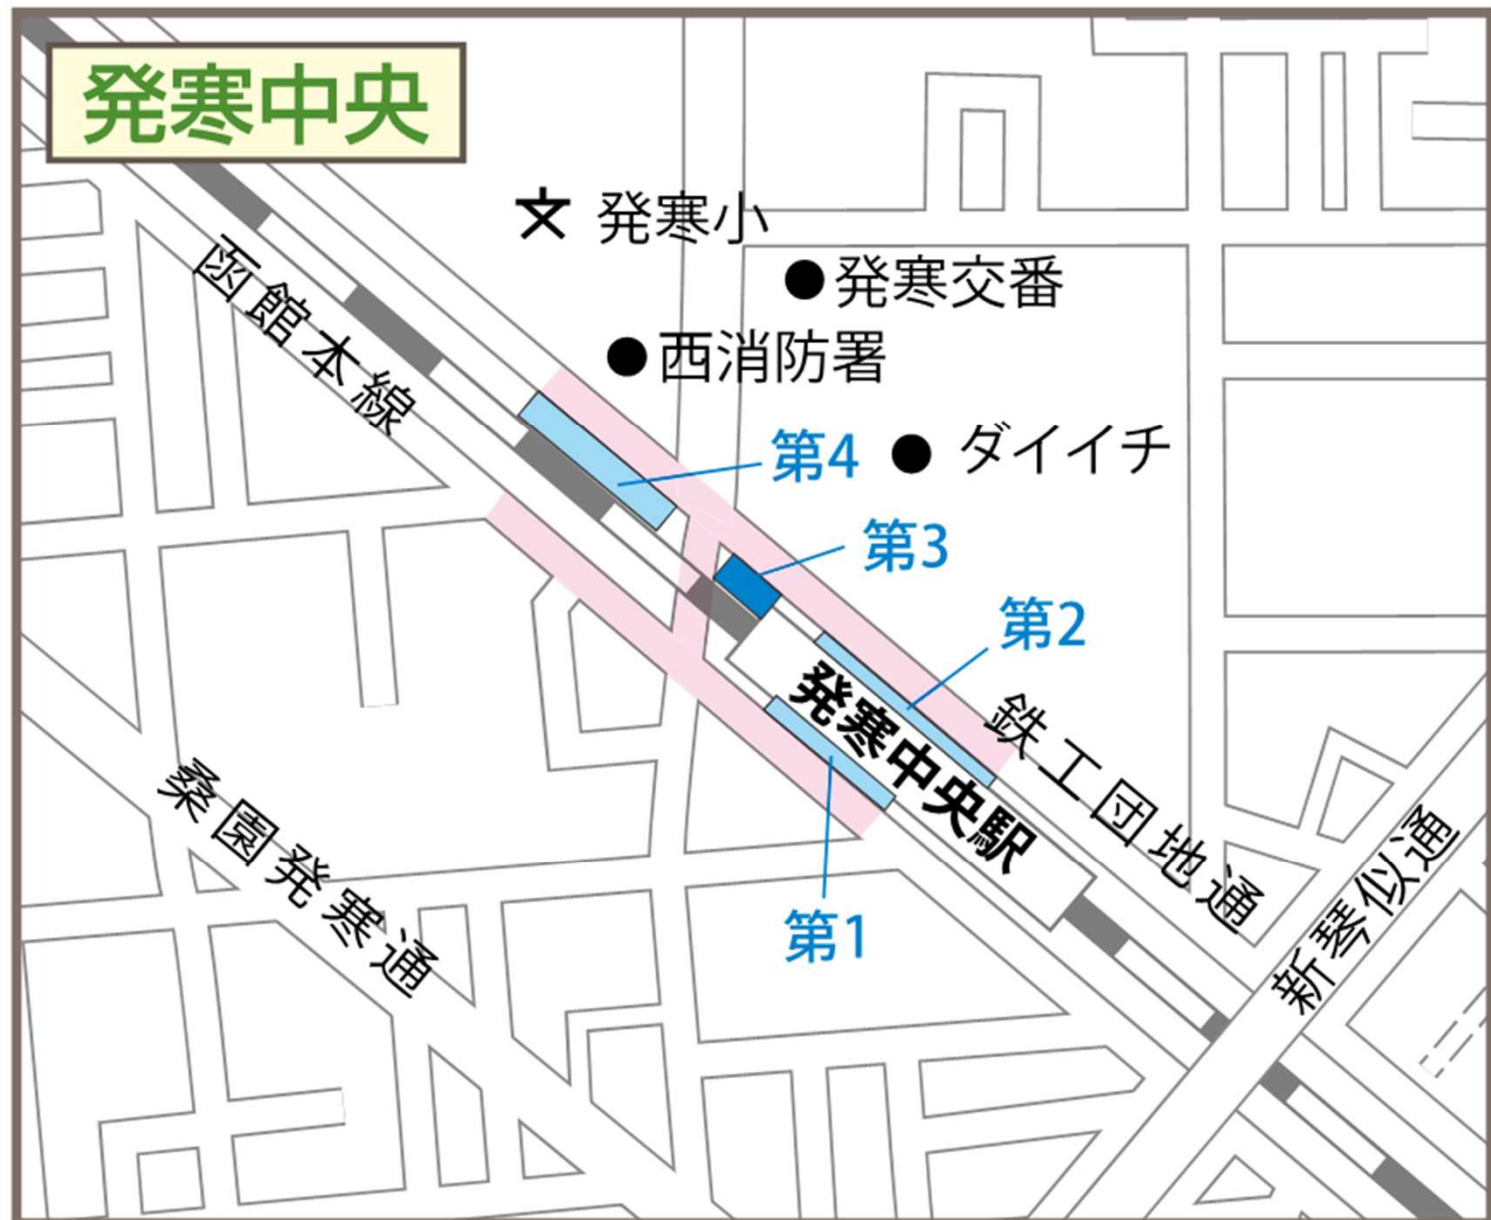 発寒中央
発寒小
発寒交番
西消防署
函館本線
第4
ダイイチ
第3
第2
発寒中央駅
鉄工団地通
桑園発寒通
第1
新琴似通